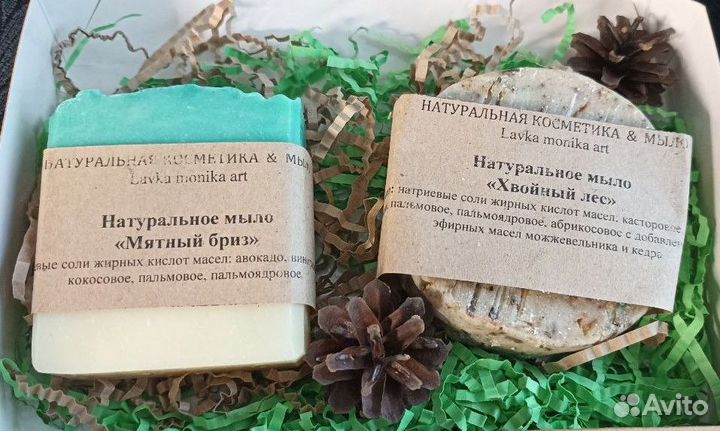 НАТУРАЛЬНАЯ КОСМЕТИКА & МЫ
Lavka monika art
Натуральное мыло
«Мятный бриз»
соли жирных кислот масел: авокадо,
кокосовое, пальмовое, пальмоядровое,
НАТУРАЛЬНАЯ КОСМЕТИКА & МЫЛО
Lavka monika art
Натуральное мыло
«Хвойный лес»
натриевые соли жирных кислот масел: касторовое
пальмовое, пальмоядровое, абрикосовое с добавлен
эфирных масел можжевельника и кедра
Avito